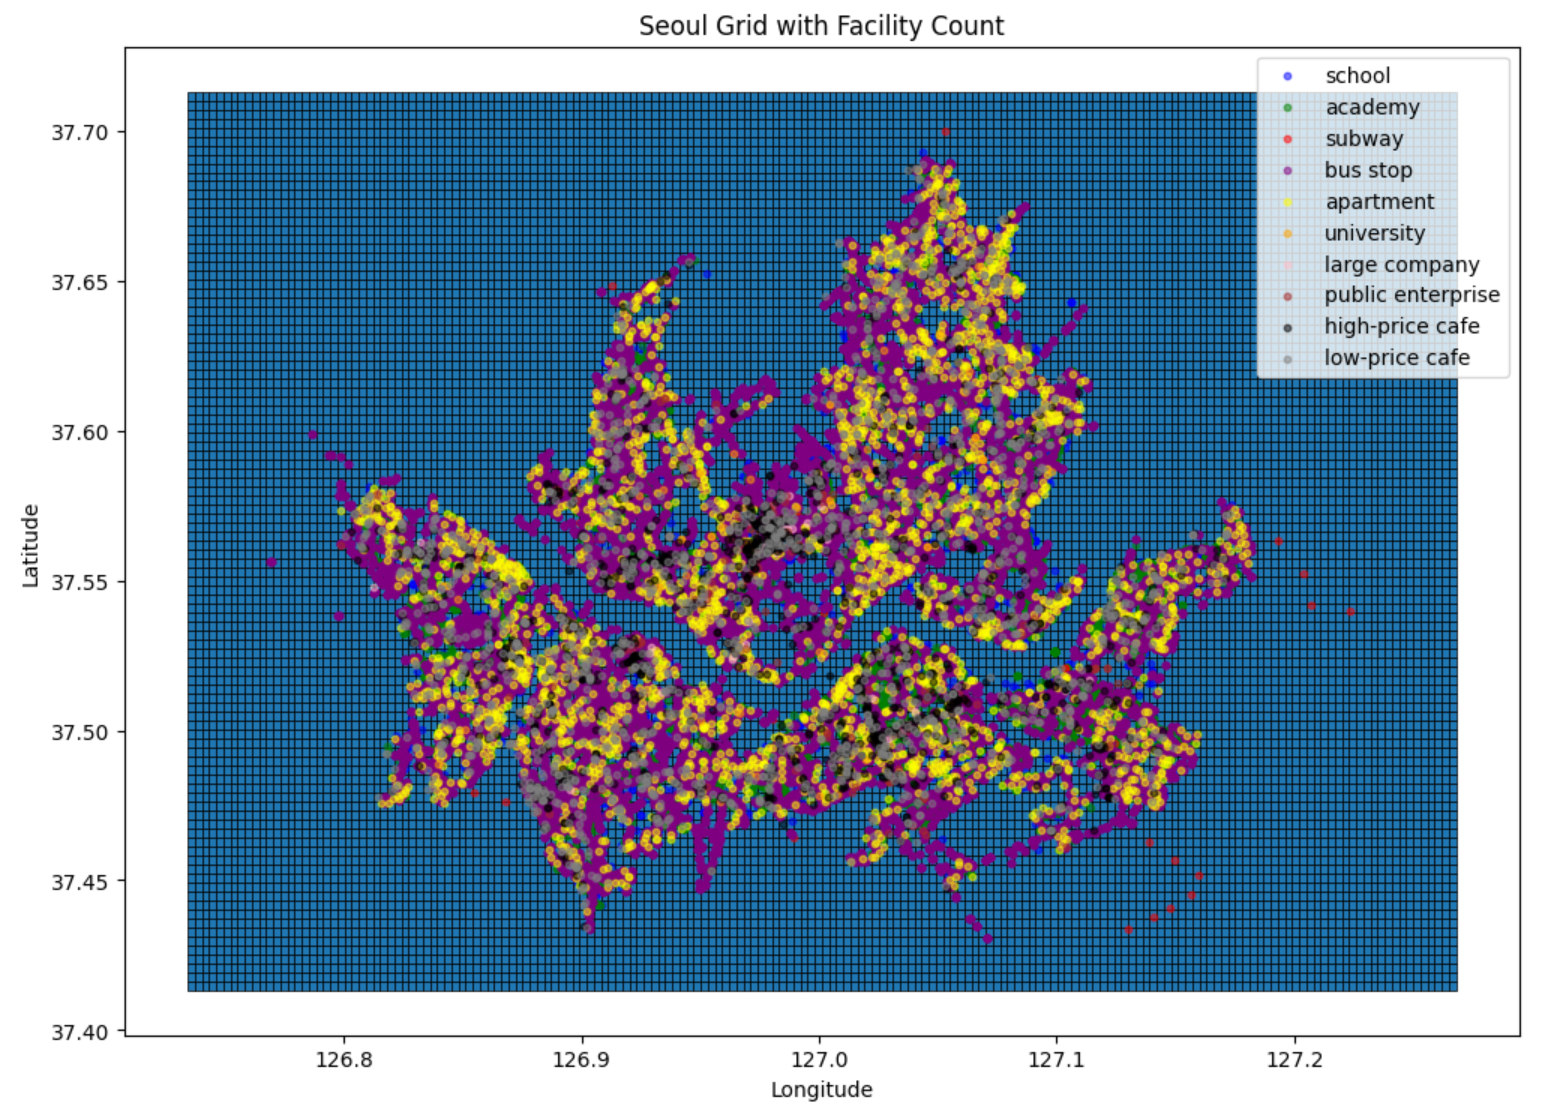 Seoul Grid with Facility Count
school
academy
subway
bus stop
apartment
university
large company
public enterprise
high-price cafe
low-price cafe
Latitude
37.70
37.65
37.60
37.55
37.50
37.45
37.40
126.8 126.9 127.0 127.1 127.2
Longitude